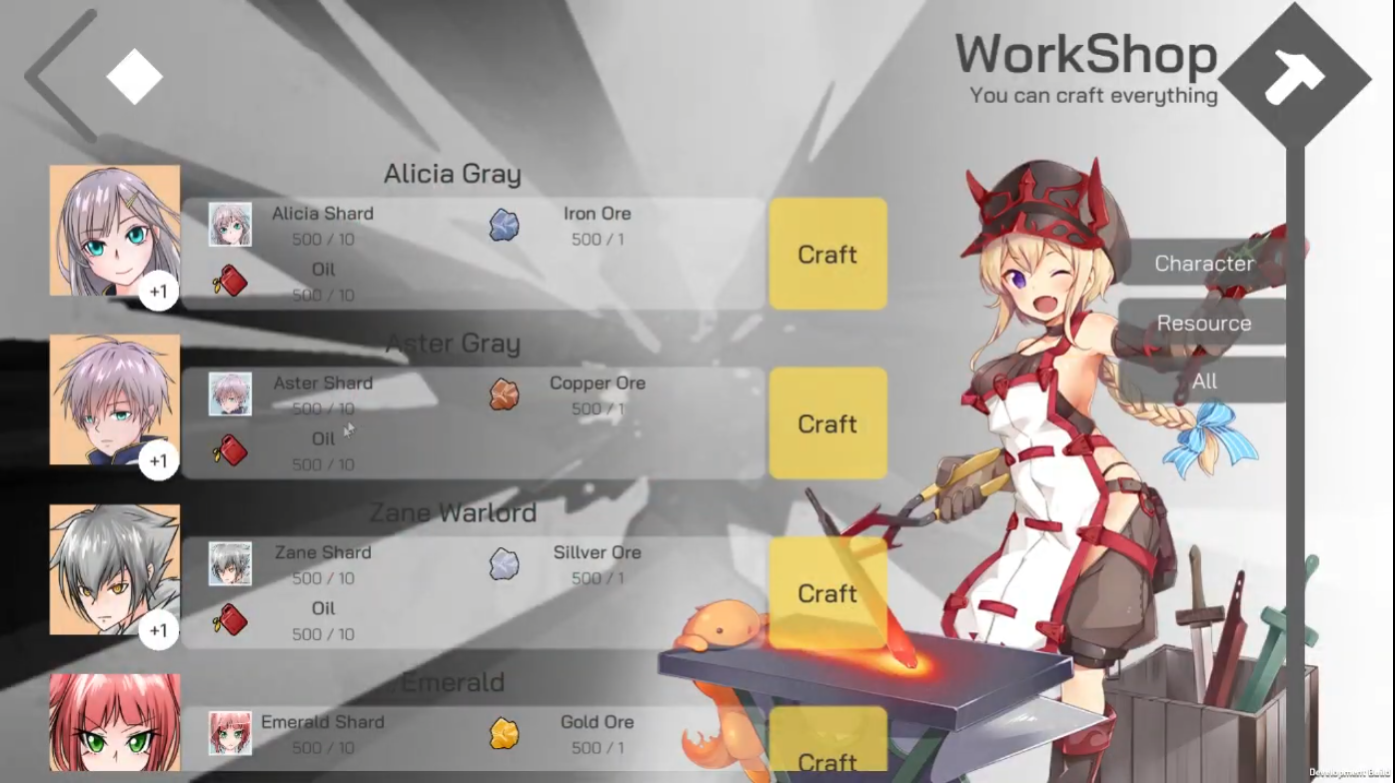 WorkShop
You can craft everything
Alicia Gray
Alicia Shard
500 / 10
Iron Ore
500 / 1
Oil
500 / 10
+1
Craft
Character
Resource
All
Aster Gray
Aster Shard
500 / 10
Copper Ore
500 / 1
Oil
500 / 10
+1
Craft
Zane Warlord
Zane Shard
500 / 10
Sillver Ore
500 / 1
Oil
500 / 10
+1
Craft
Emerald
Emerald Shard
500 / 10
Gold Ore
500 / 1
Craft
Development Build